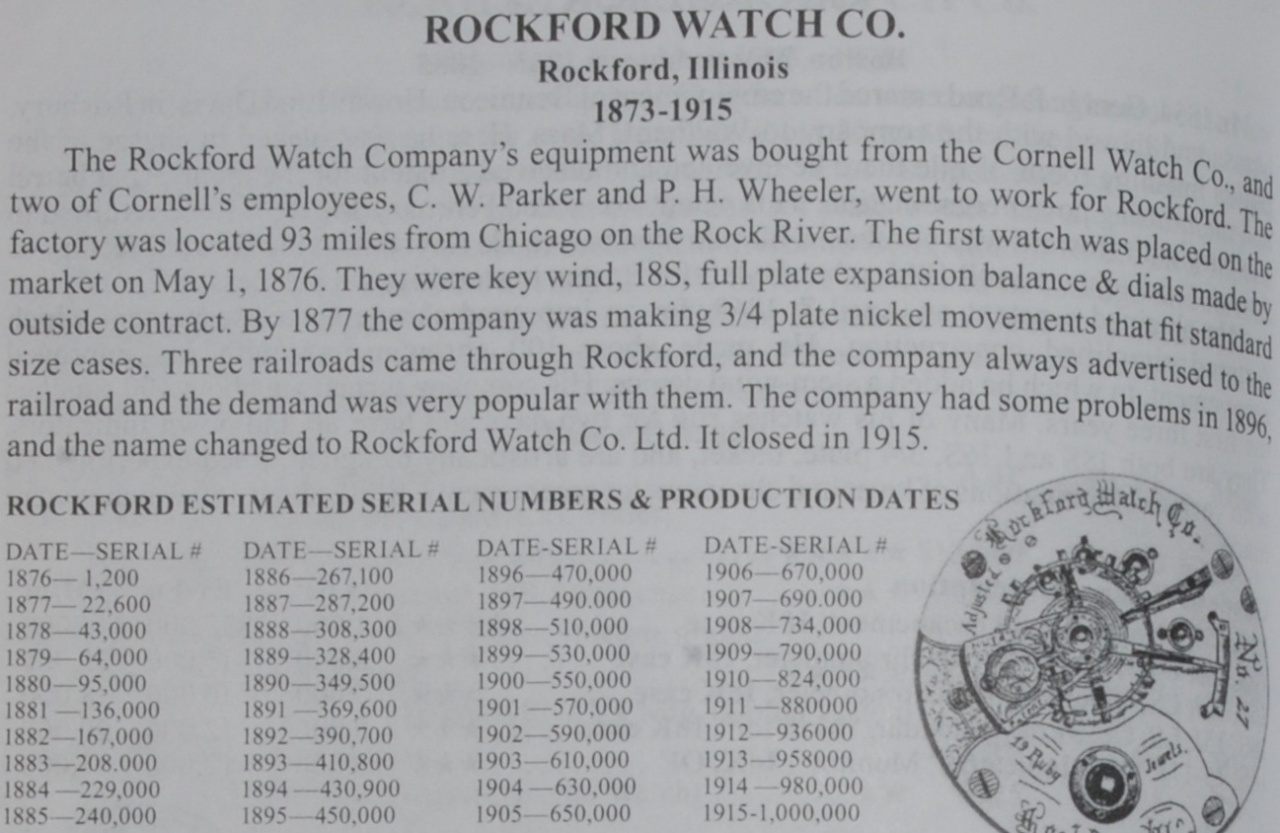 ROCKFORD WATCH CO.
Rockford, Illinois
1873-1915
The Rockford Watch Company's equipment was bought from the Cornell Watch Co., and
two of Cornell's employees, C. W. Parker and P. H. Wheeler, went to work for Rockford. The
factory was located 93 miles from Chicago on the Rock River. The first watch was placed on the
market on May 1, 1876. They were key wind, 18S, full plate expansion balance & dials made by
outside contract. By 1877 the company was making 3/4 plate nickel movements that fit standard
size cases. Three railroads came through Rockford, and the company always advertised to the
railroad and the demand was very popular with them. The company had some problems in 1896,
and the name changed to Rockford Watch Co. Ltd. It closed in 1915.
ROCKFORD ESTIMATED SERIAL NUMBERS & PRODUCTION DATES
DATE—SERIAL # DATE—SERIAL # DATE-SERIAL # DATE-SERIAL #
1876— 1,200 1886—267,100 1896—470,000 1906—670,000
1877— 22,600 1887—287,200 1897—490.000 1907—690.000
1878—43,000 1888—308,300 1898—510,000 1908—734,000
1879—64,000 1889—328,400 1899—530,000 1909—790,000
1880—95,000 1890—349,500 1900—550,000 1910—824,000
1881 —136,000 1891 —369,600 1901—570,000 1911 —880000
1882—167,000 1892—390,700 1902—590,000 1912—936000
1883—208.000 1893—410,800 1903—610,000 1913—958000
1884—229,000 1894—430,900 1904—630,000 1914 —980,000
1885—240,000 1895—450,000 1905—650,000 1915-1,000,000
Rockford Watch Co.
Adjusted
No. 27
19 Ruby Jewels.